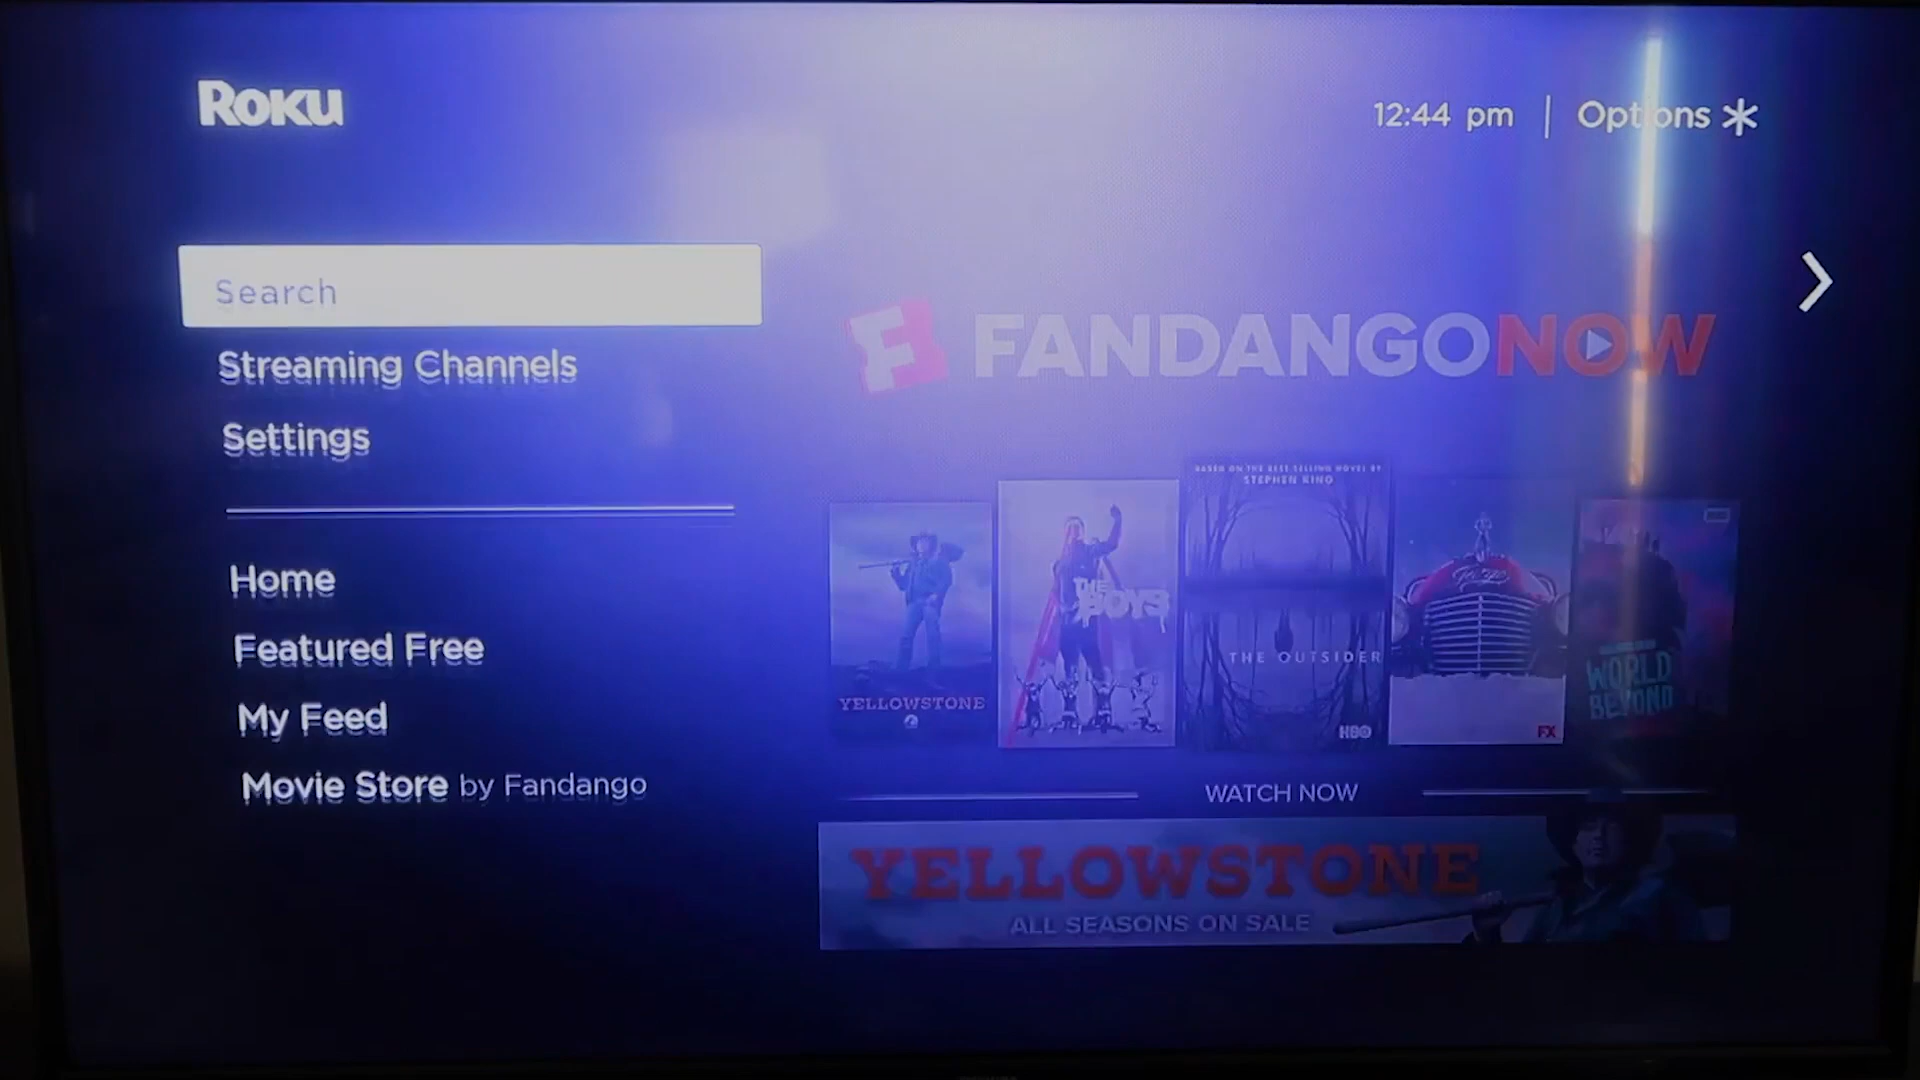 Roku
12:44 pm | Options *
Search
Streaming Channels
Settings
Home
Featured Free
My Feed
Movie Store by Fandango
F FANDANGONOW
YELLOWSTONE
THE BOYS
BASED ON THE BEST SELLING NOVEL BY
STEPHEN KING
THE OUTSIDER
HBO
Fargo
FX
WORLD
BEYOND
WATCH NOW
YELLOWSTONE
ALL SEASONS ON SALE